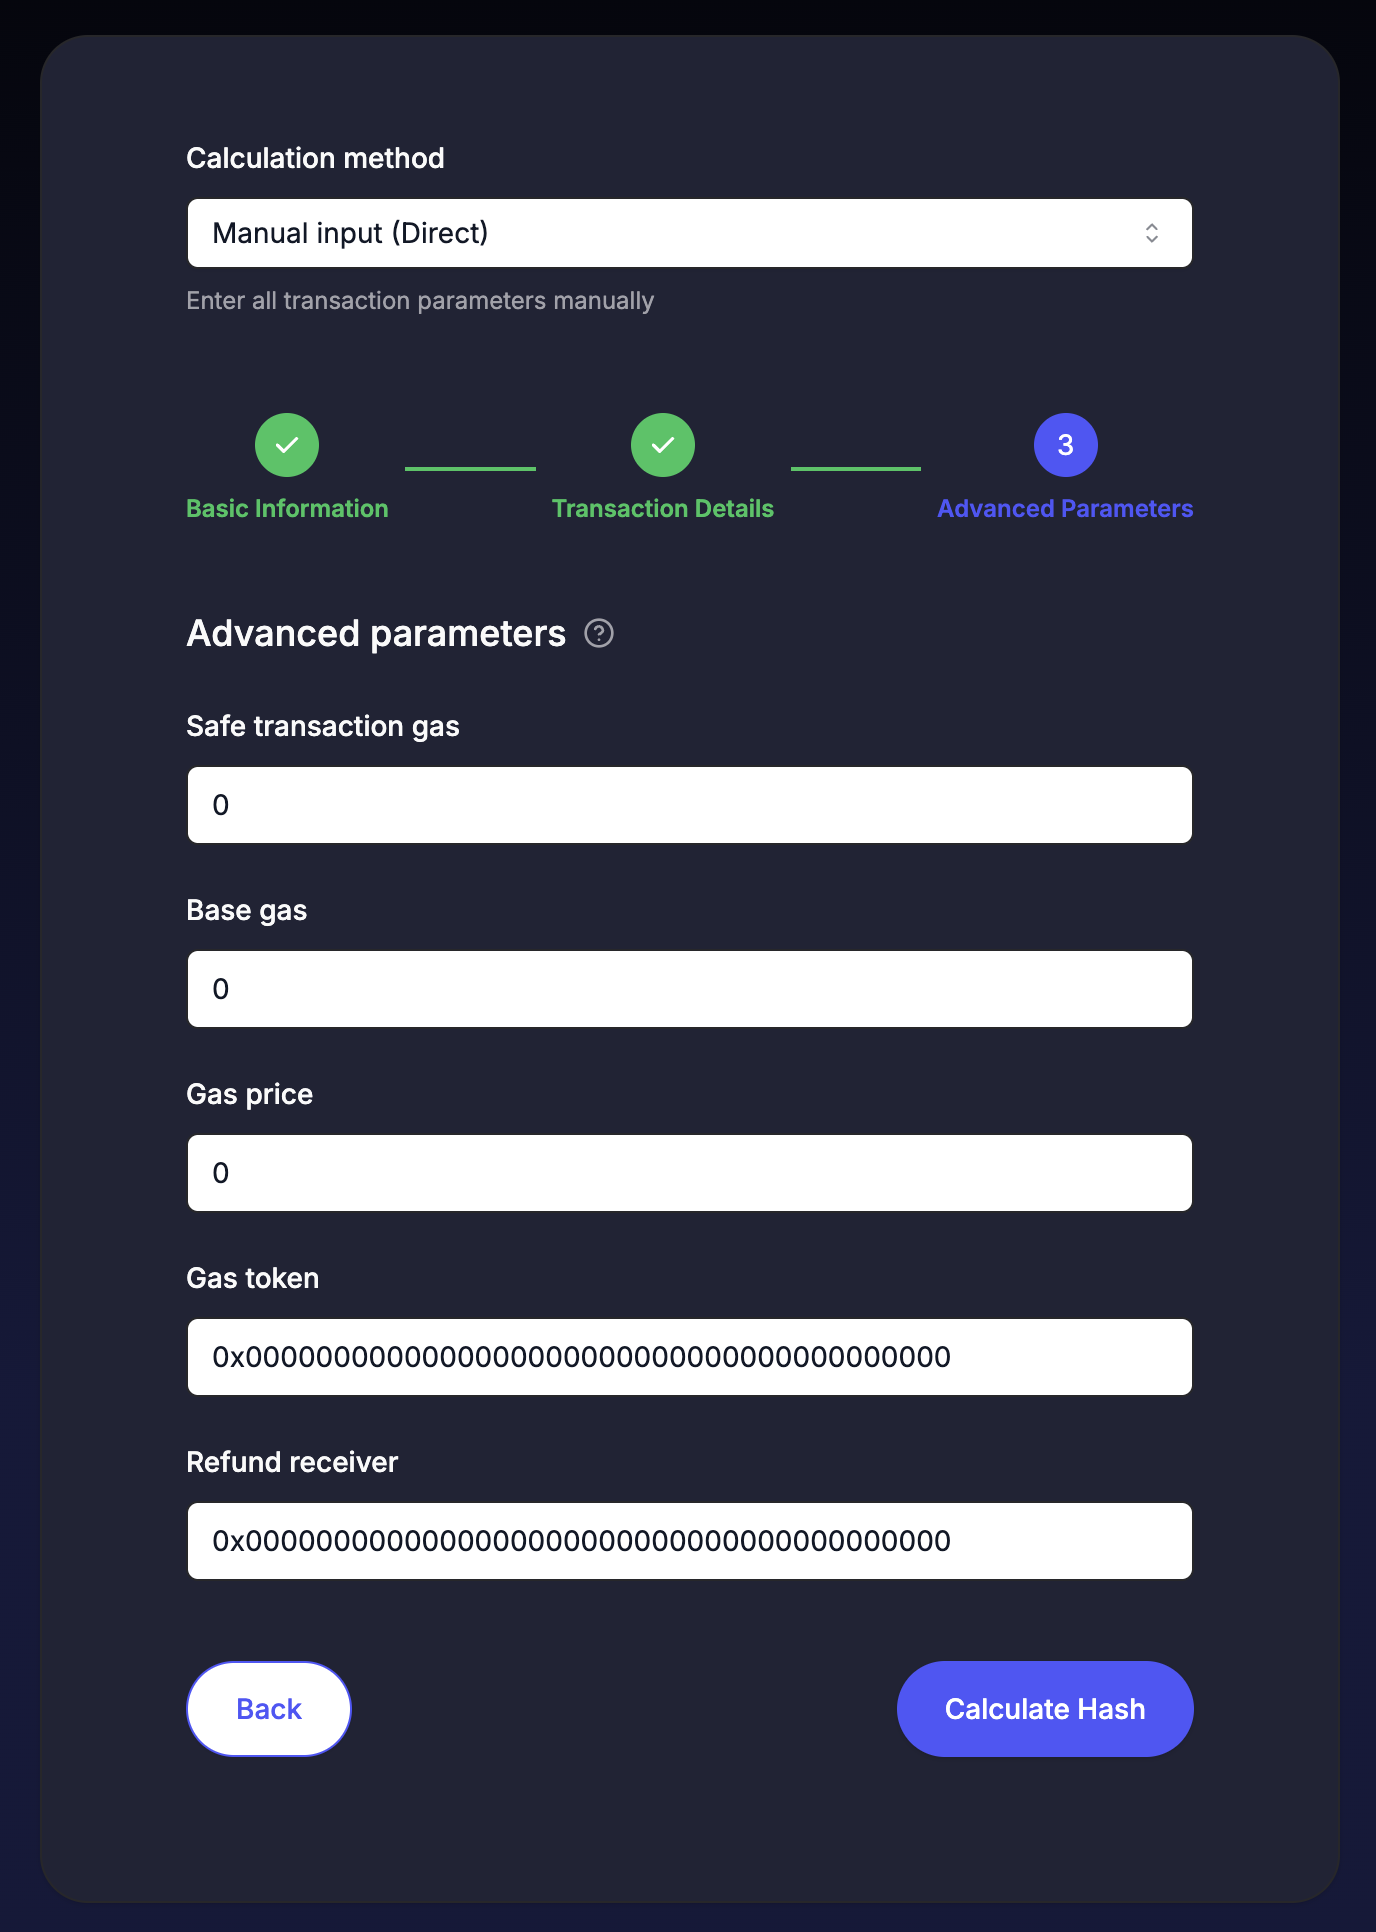 Calculation method
Manual input (Direct)
Enter all transaction parameters manually
3
Basic Information
Transaction Details
Advanced Parameters
Advanced parameters
Safe transaction gas
0
Base gas
0
Gas price
0
Gas token
0x0000000000000000000000000000000000000000
Refund receiver
0x0000000000000000000000000000000000000000
Back
Calculate Hash